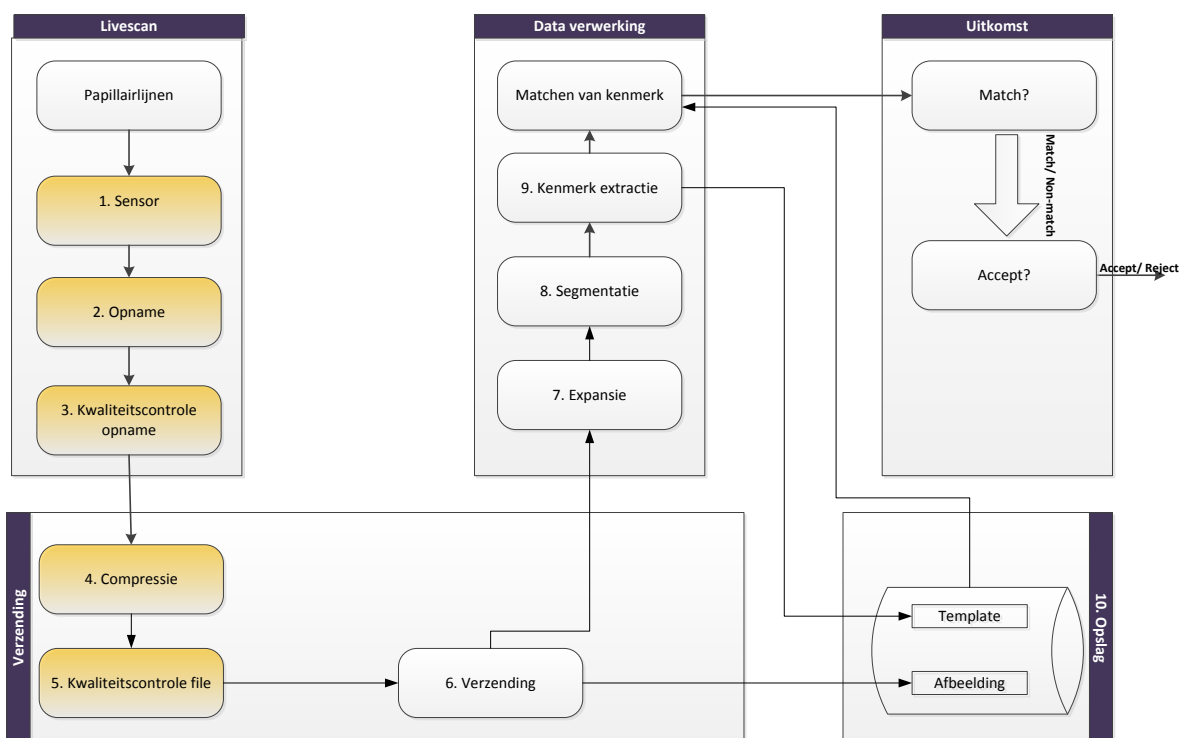 Livescan
Papillairlijnen
1. Sensor
2. Opname
3. Kwaliteitscontrole
opname
Data verwerking
Matchen van kenmerk
9. Kenmerk extractie
8. Segmentatie
7. Expansie
Uitkomst
Match?
Match/ Non-match
Accept?
Accept/ Reject
Verzending
4. Compressie
5. Kwaliteitscontrole file
6. Verzending
10. Opslag
Template
Afbeelding